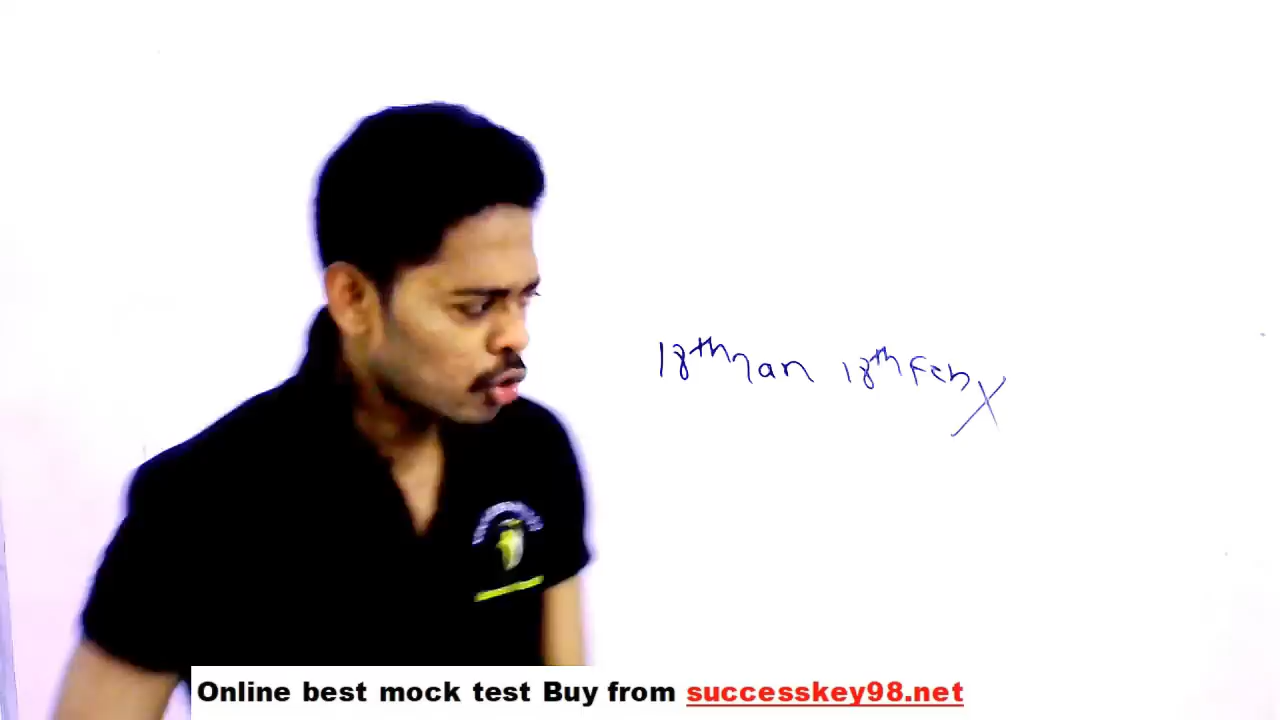 18th Jan 18th Feb X
Online best mock test Buy from successkey98.net